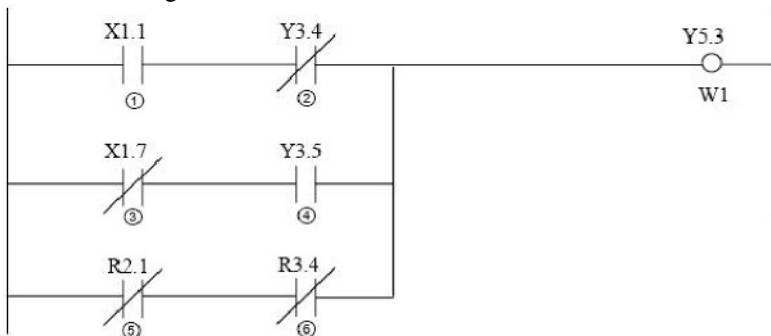 X1.1 Y3.4 Y5.3
① ② W1
X1.7 Y3.5
③ ④
R2.1 R3.4
⑤ ⑥